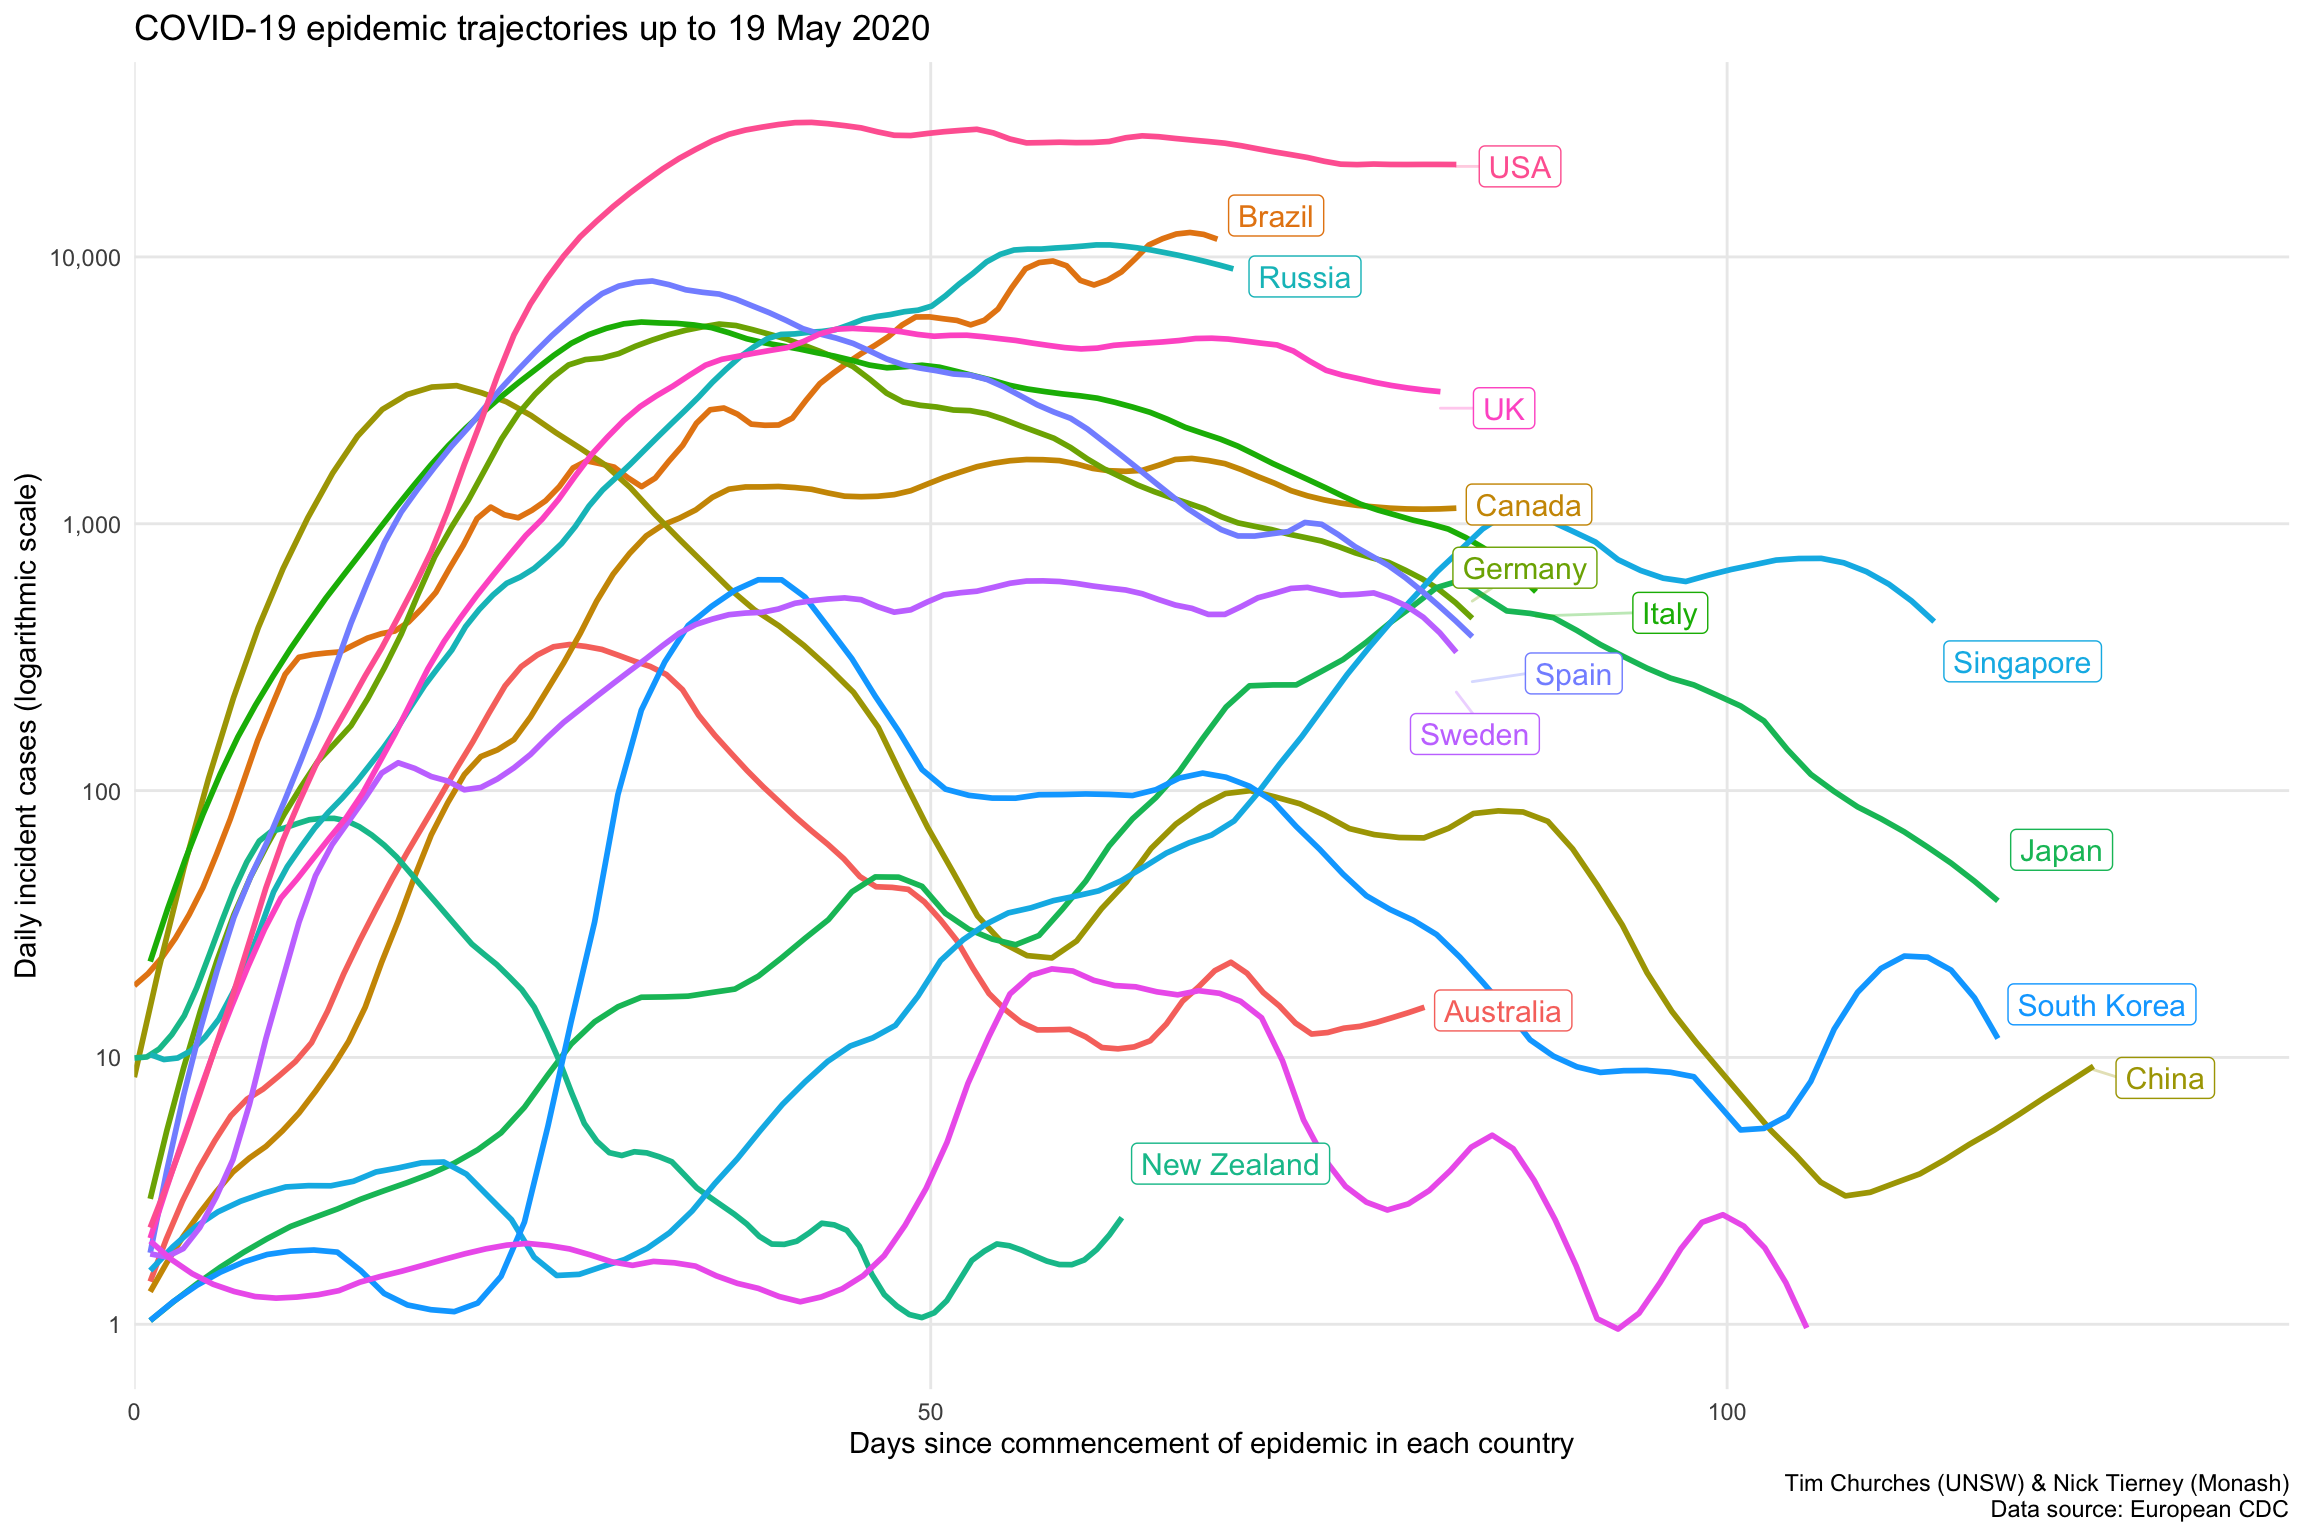 COVID-19 epidemic trajectories up to 19 May 2020
USA
Brazil
10,000
Russia
UK
Canada
1,000
Germany
Italy
Singapore
Spain
Sweden
100
Japan
Daily incident cases (logarithmic scale)
South Korea
Australia
10
China
New Zealand
1
0
50
100
Days since commencement of epidemic in each country
Tim Churches (UNSW) & Nick Tierney (Monash)
Data source: European CDC